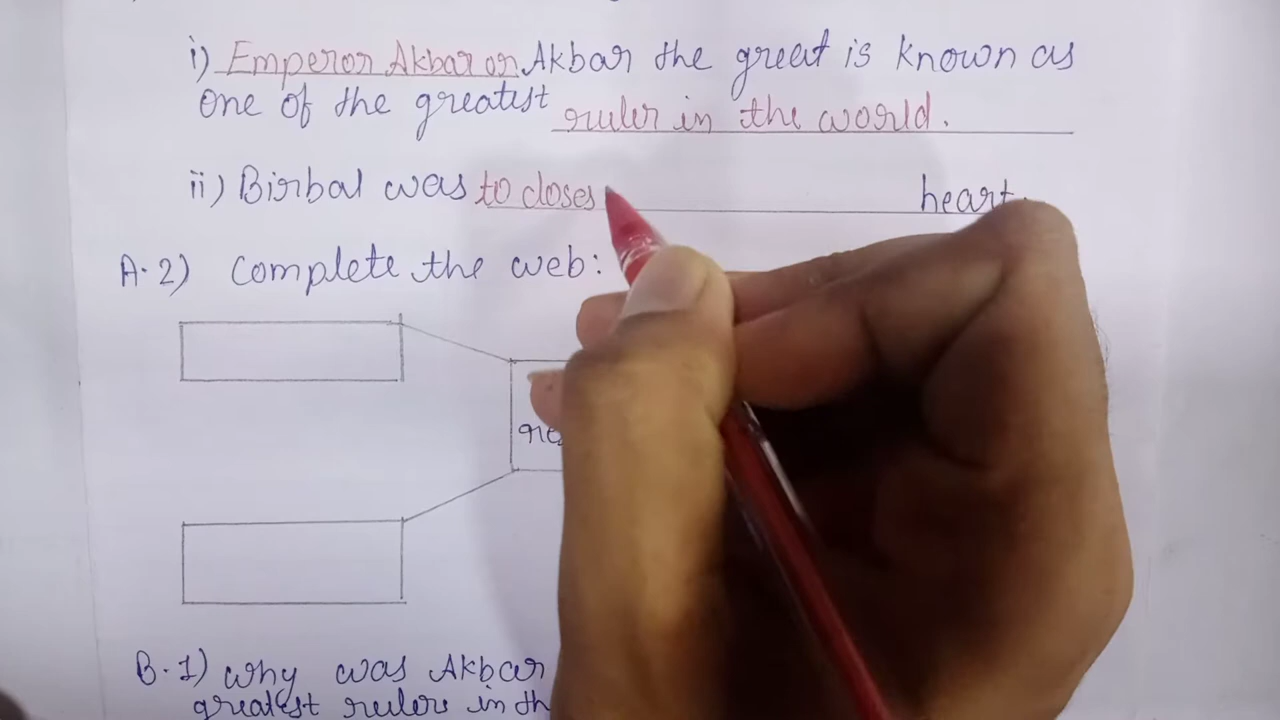 i) Emperor Akbar or Akbar the great is known as
one of the greatest ruler in the world.
ii) Birbal was to closes heart.
A.2) Complete the web:
B.1) Why was Akbar
greatest rulers in th